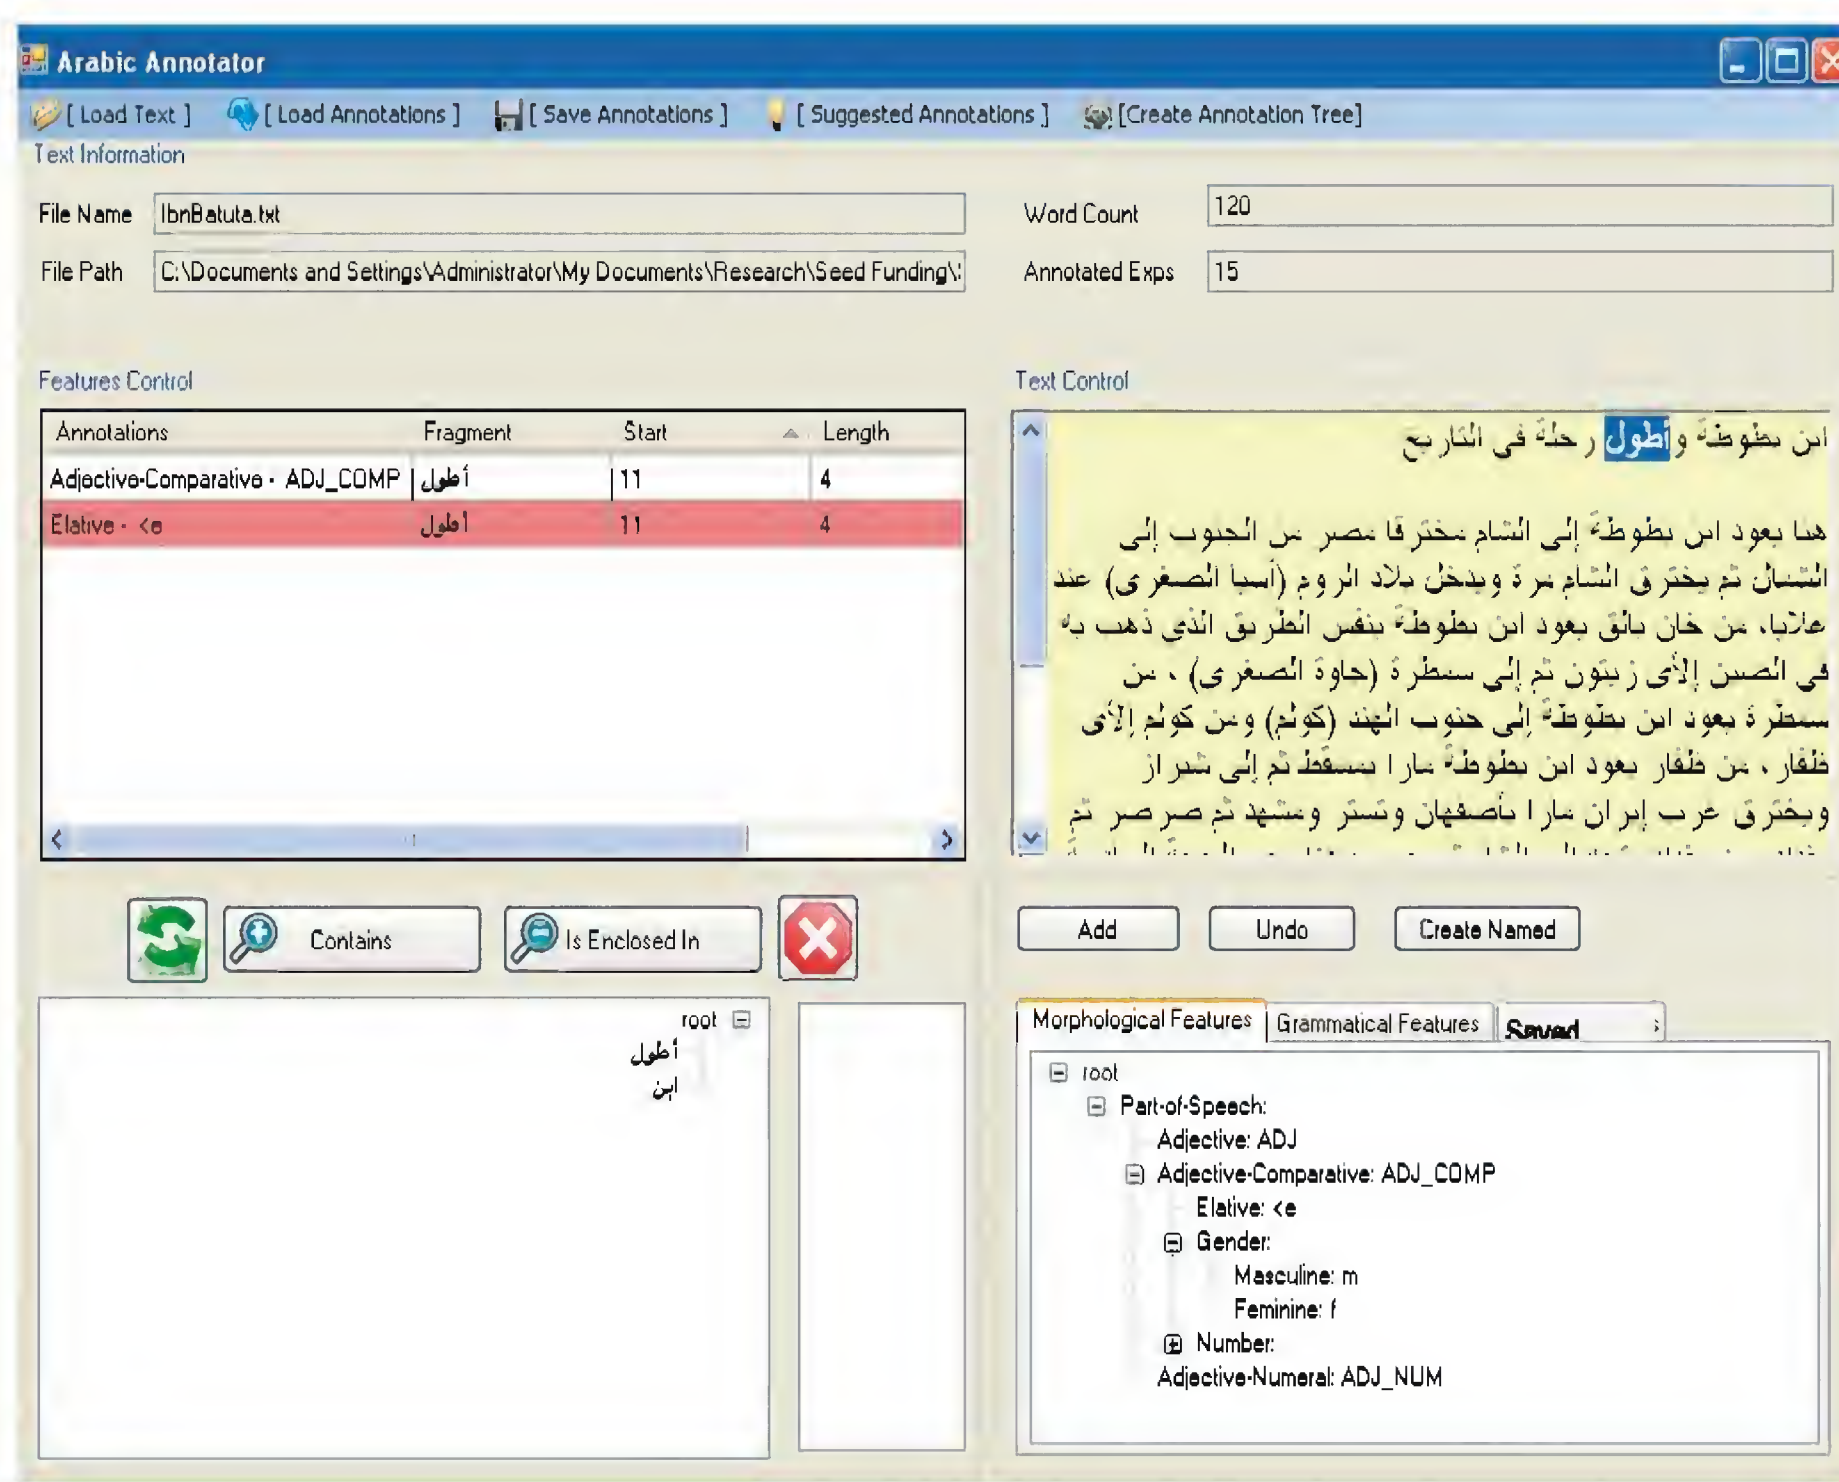 Arabic Annotator
[ Load Text ] [ Load Annotations ] [ Save Annotations ] [ Suggested Annotations ] [Create Annotation Tree]
Text Information
File Name IbnBatuta.txt
Word Count 120
File Path C:\Documents and Settings\Administrator\My Documents\Research\Seed Funding\
Annotated Exps 15
Features Control
Annotations Fragment Start Length
Adjective-Comparative - ADJ_COMP أطول 11 4
Elative - <e أطول 11 4
Text Control
ابن بطوطة وأطول رحلة في التاريخ
هنا يعود ابن بطوطة إلى الشام مخترقا مصر من الجنوب إلى
الشمال ثم يخترق الشام مرة ويدخل بلاد الروم (آسيا الصغرى) عند
علايا، من خان بالق يعود ابن بطوطة بنفس الطريق الذي ذهب به
في الصين إلأى زيتون ثم إلى سمطرة (جاوة الصغرى) ، من
سمطرة يعود ابن بطوطة إلى جنوب الهند (كولم) ومن كولم إلأى
ظفار ، من ظفار يعود ابن بطوطة مارا بمسقط ثم إلى شيراز
ويخترق غرب إيران مارا بأصفهان وتستر ومشهد ثم صرصر ثم
Contains Is Enclosed In
Add Undo Create Named
root
أطول
ابن
Morphological Features Grammatical Features Saved s
root
Part-of-Speech:
Adjective: ADJ
Adjective-Comparative: ADJ_COMP
Elative: <e
Gender:
Masculine: m
Feminine: f
Number:
Adjective-Numeral: ADJ_NUM